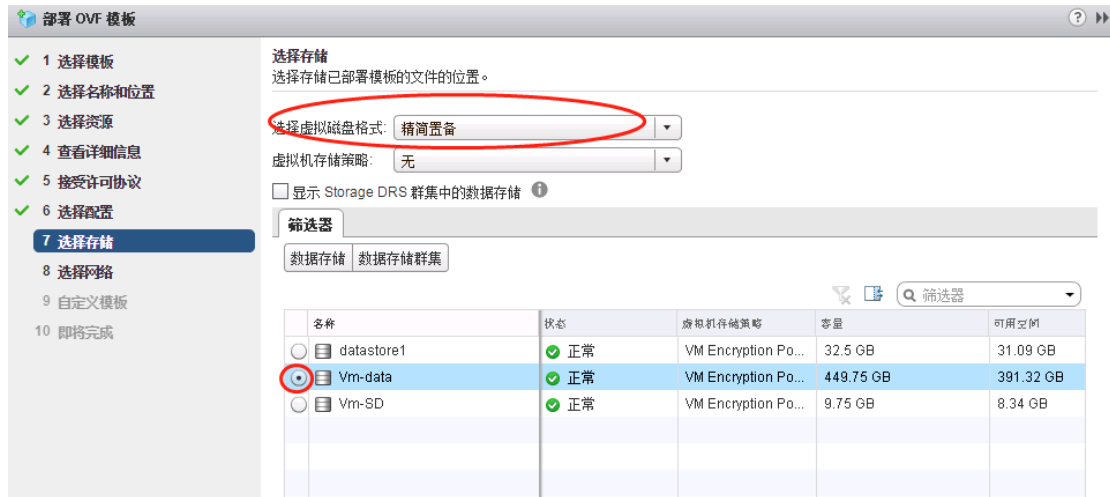 部署 OVF 模板
1 选择模板
2 选择名称和位置
3 选择资源
4 查看详细信息
5 接受许可协议
6 选择配置
7 选择存储
8 选择网络
9 自定义模板
10 即将完成
选择存储
选择存储已部署模板的文件的位置。
选择虚拟磁盘格式: 精简置备
虚拟机存储策略: 无
显示 Storage DRS 群集中的数据存储
筛选器
数据存储 数据存储群集
筛选器
名称 状态 虚拟机存储策略 容量 可用空间
datastore1 正常 VM Encryption Po... 32.5 GB 31.09 GB
Vm-data 正常 VM Encryption Po... 449.75 GB 391.32 GB
Vm-SD 正常 VM Encryption Po... 9.75 GB 8.34 GB